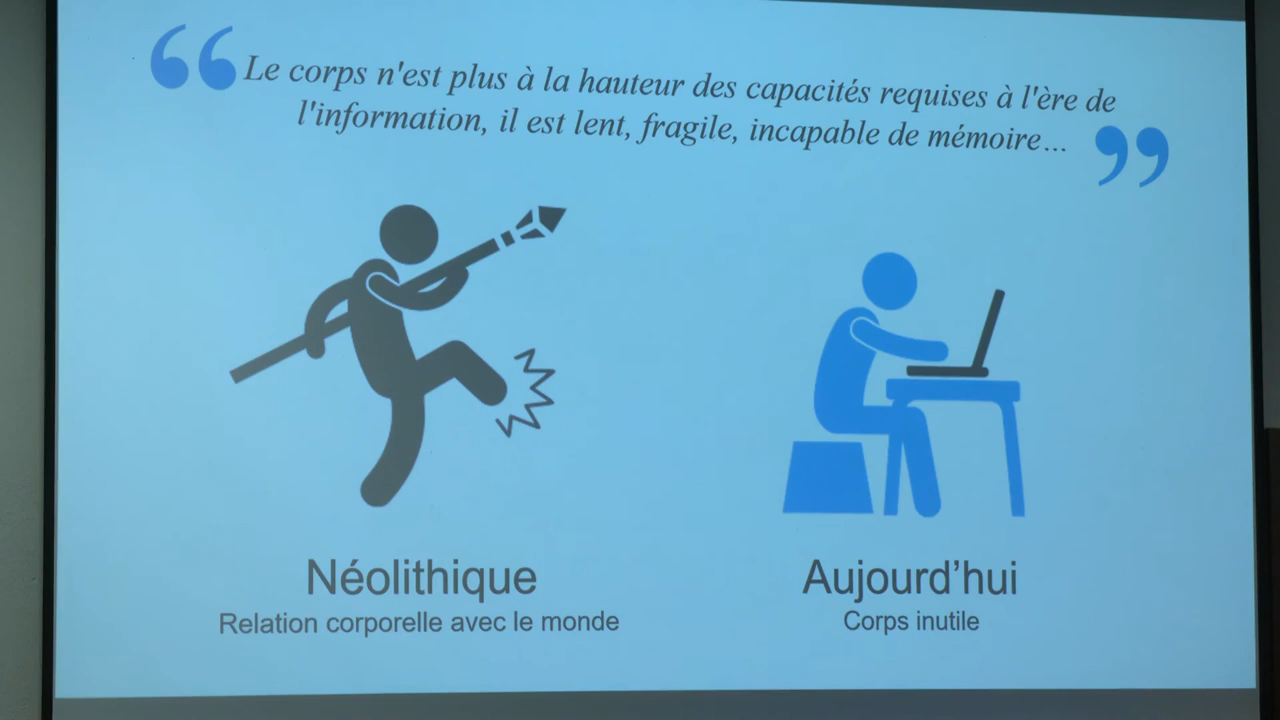 “Le corps n'est plus à la hauteur des capacités requises à l'ère de
l'information, il est lent, fragile, incapable de mémoire...”
Néolithique
Relation corporelle avec le monde
Aujourd’hui
Corps inutile